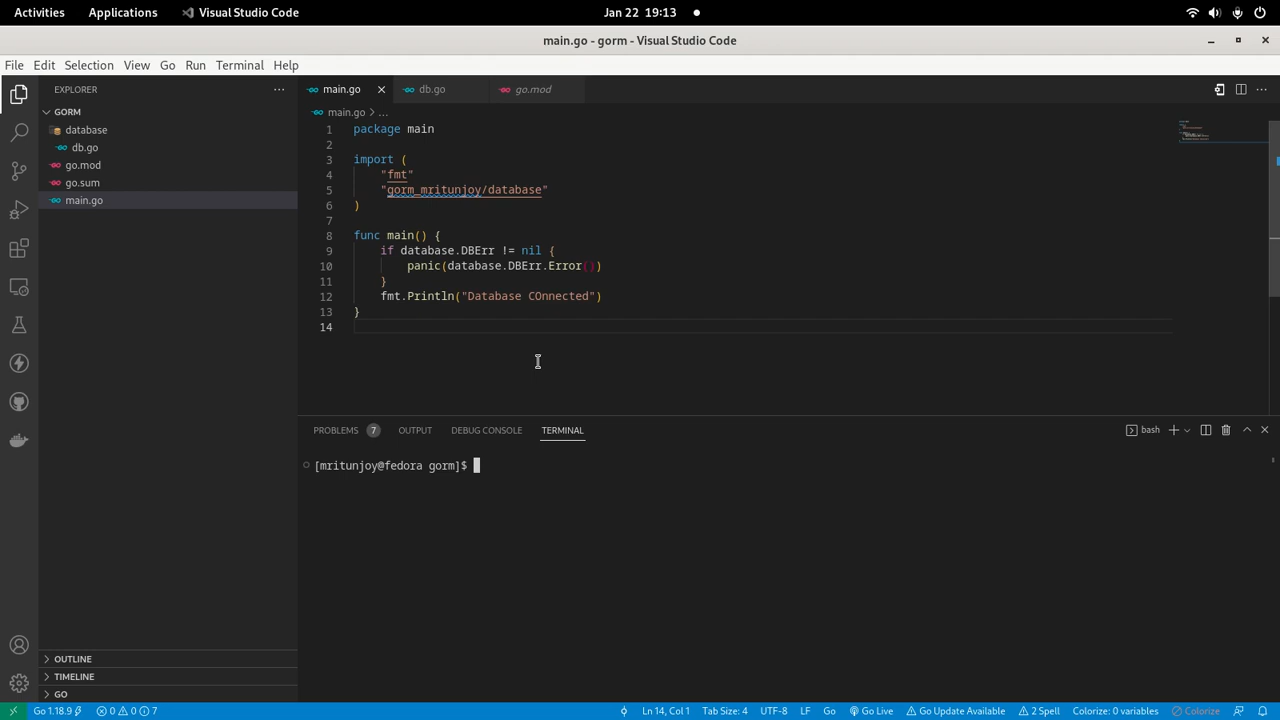 Activities Applications Visual Studio Code Jan 22 19:13
main.go - gorm - Visual Studio Code
File Edit Selection View Go Run Terminal Help
EXPLORER
GORM
database
db.go
go.mod
go.sum
main.go
OUTLINE
TIMELINE
GO
main.go db.go go.mod
main.go > ...
1 package main
2
3 import (
4 "fmt"
5 "gorm_mritunjoy/database"
6 )
7
8 func main() {
9 if database.DBErr != nil {
10 panic(database.DBErr.Error())
11 }
12 fmt.Println("Database COnnected")
13 }
14
PROBLEMS 7 OUTPUT DEBUG CONSOLE TERMINAL bash
[mritunjoy@fedora gorm]$
Go 1.18.9 0 0 7 Ln 14, Col 1 Tab Size: 4 UTF-8 LF Go Go Live Go Update Available 2 Spell Colorize: 0 variables Colorize